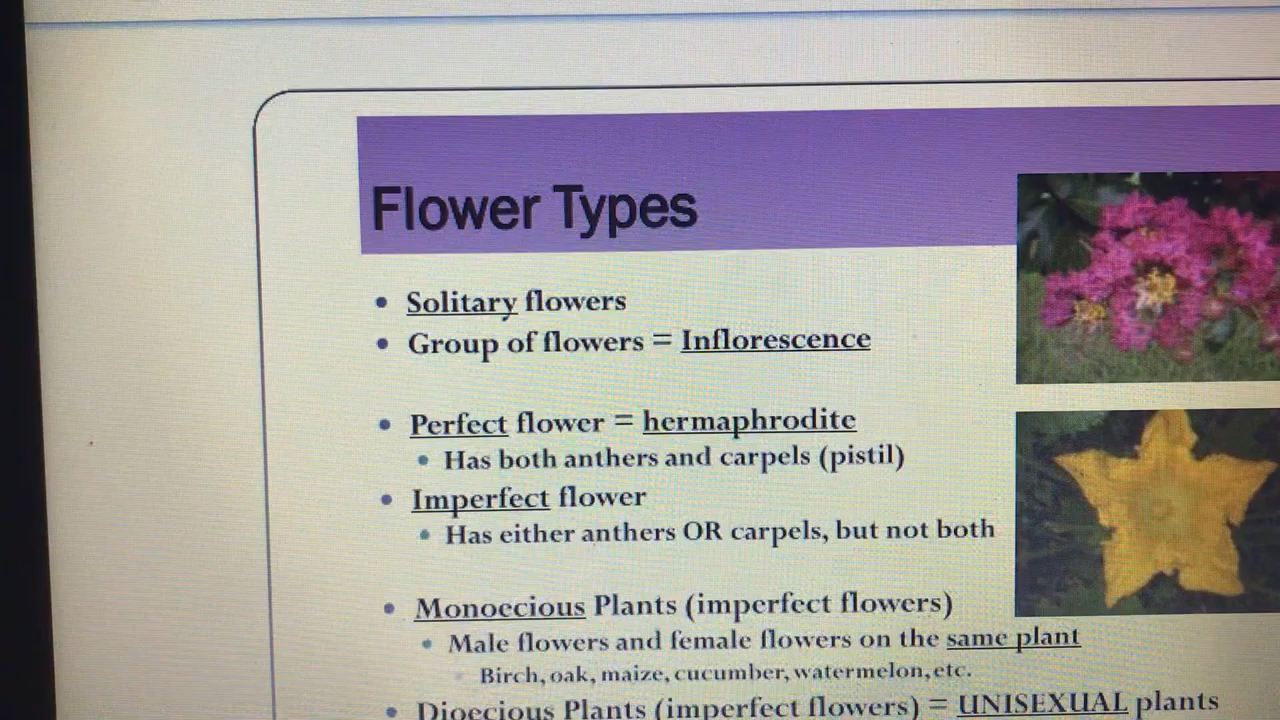 Flower Types
• Solitary flowers
• Group of flowers = Inflorescence
• Perfect flower = hermaphrodite
• Has both anthers and carpels (pistil)
• Imperfect flower
• Has either anthers OR carpels, but not both
• Monoecious Plants (imperfect flowers)
• Male flowers and female flowers on the same plant
Birch, oak, maize, cucumber, watermelon, etc.
• Dioecious Plants (imperfect flowers) = UNISEXUAL plants